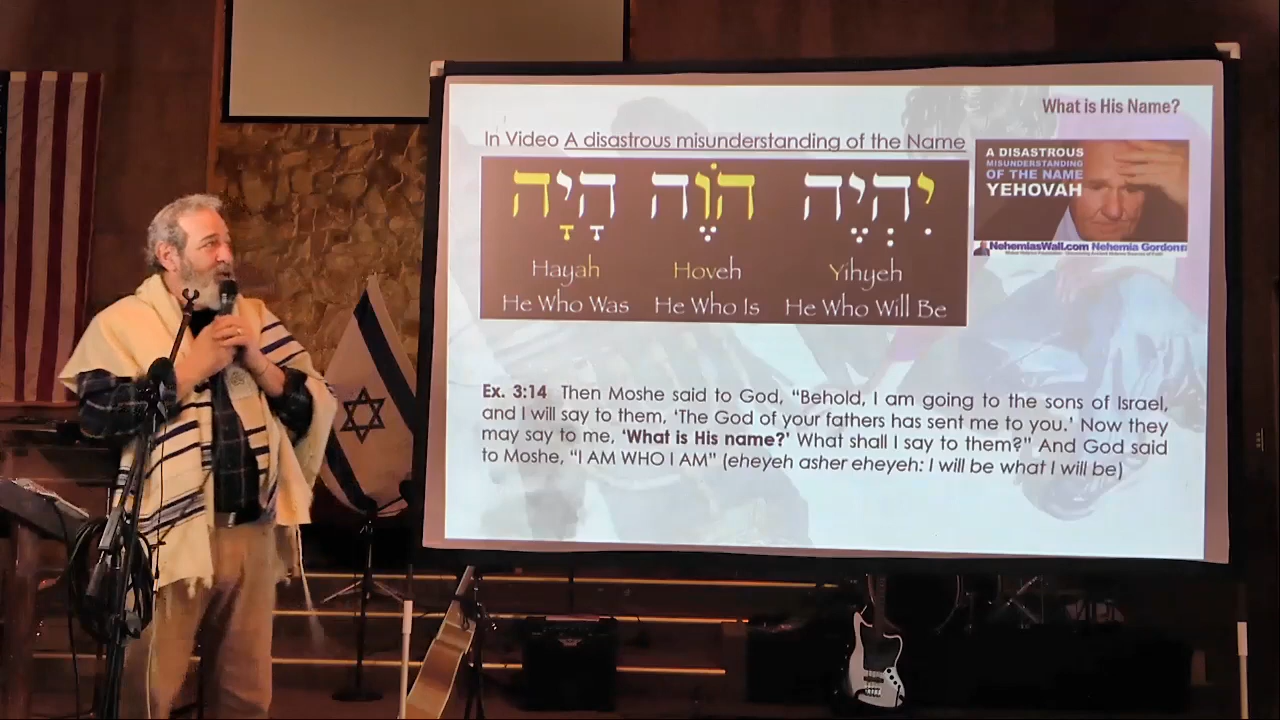 What is His Name?
In Video A disastrous misunderstanding of the Name
יִהְיֶה הֹוֶה הָיָה
Hayah Hoveh Yihyeh
He Who Was He Who Is He Who Will Be
A DISASTROUS
MISUNDERSTANDING
OF THE NAME
YEHOVAH
NehemiasWall.com Nehemia Gordon
Ex. 3:14 Then Moshe said to God, “Behold, I am going to the sons of Israel,
and I will say to them, ‘The God of your fathers has sent me to you.’ Now they
may say to me, ‘What is His name?’ What shall I say to them?” And God said
to Moshe, “I AM WHO I AM” (eheyeh asher eheyeh: I will be what I will be)